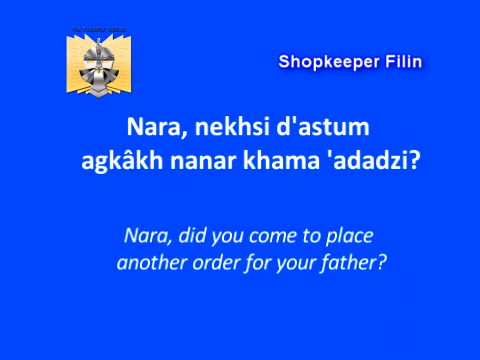 Shopkeeper Filin
Nara, nekhsi d'astum
agkâkh nanar khama 'adadzi?
Nara, did you come to place
another order for your father?